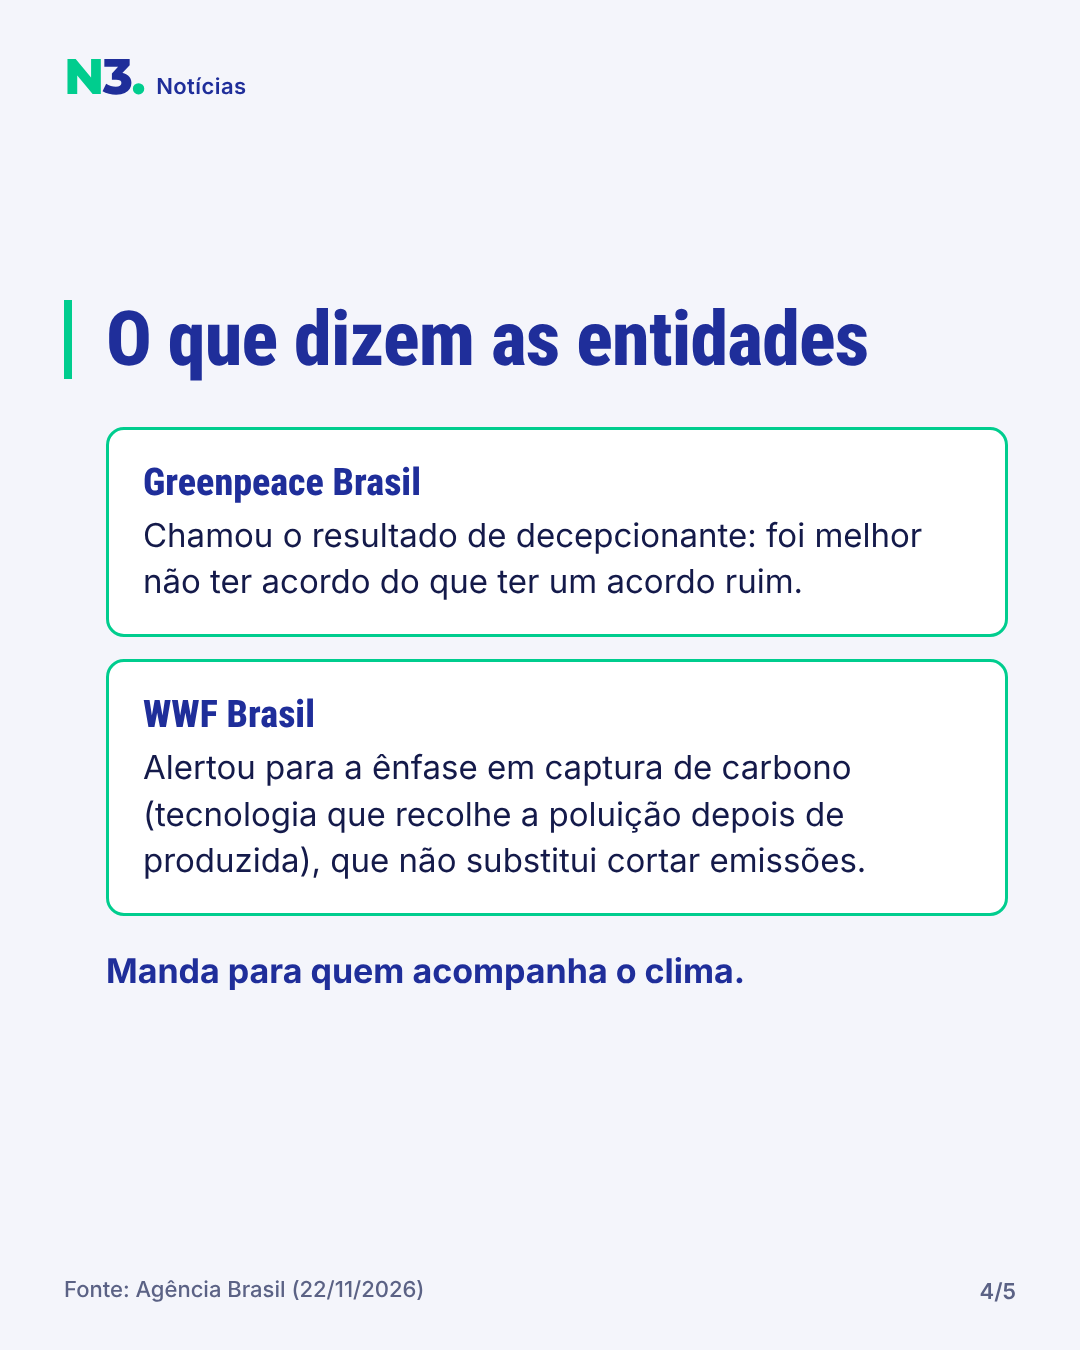 N3. Notícias
O que dizem as entidades
Greenpeace Brasil
Chamou o resultado de decepcionante: foi melhor
não ter acordo do que ter um acordo ruim.
WWF Brasil
Alertou para a ênfase em captura de carbono
(tecnologia que recolhe a poluição depois de
produzida), que não substitui cortar emissões.
Manda para quem acompanha o clima.
Fonte: Agência Brasil (22/11/2026)
4/5